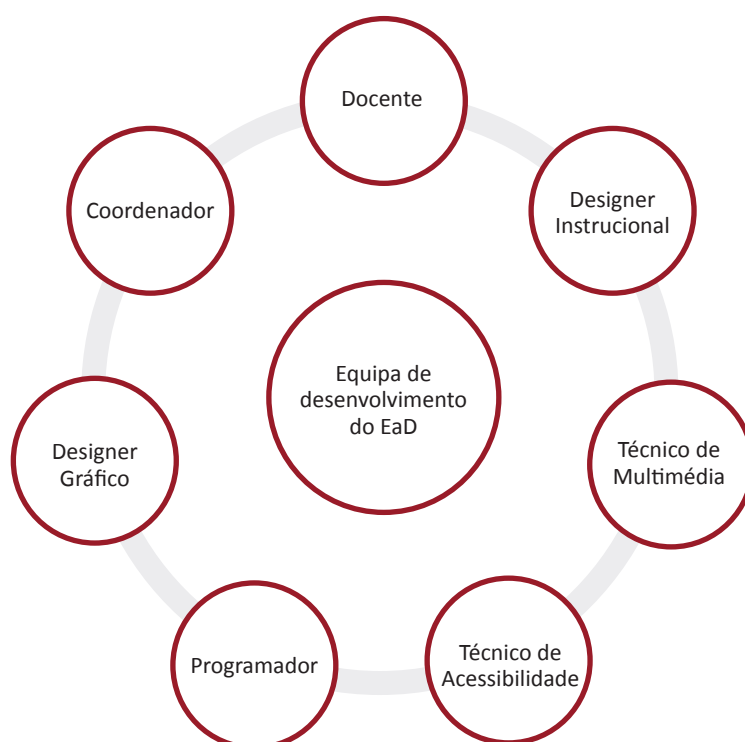 Docente
Coordenador
Designer
Instrucional
Equipa de
desenvolvimento
do EaD
Designer
Gráfico
Técnico de
Multimédia
Programador
Técnico de
Acessibilidade